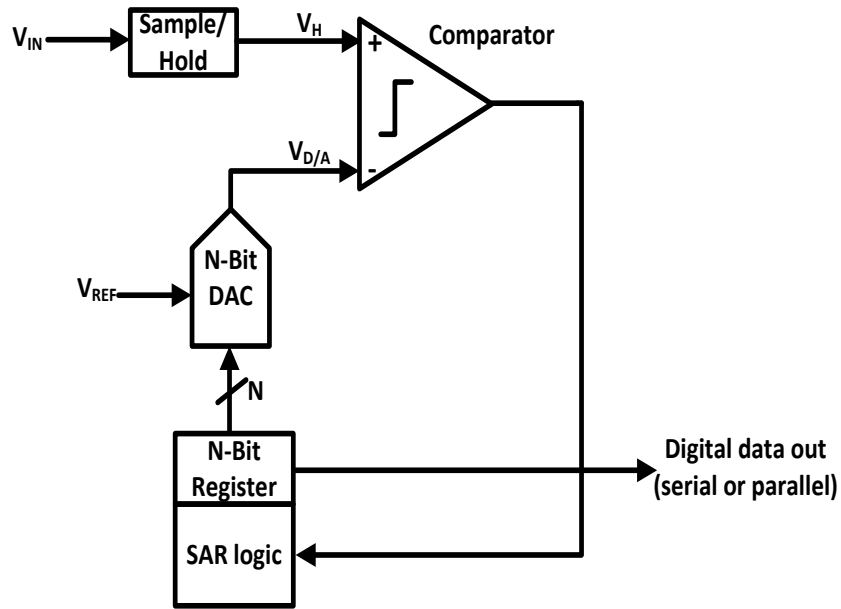 V_IN
Sample/
Hold
V_H
+
Comparator
V_D/A
-
N-Bit
DAC
V_REF
N
N-Bit
Register
SAR logic
Digital data out
(serial or parallel)